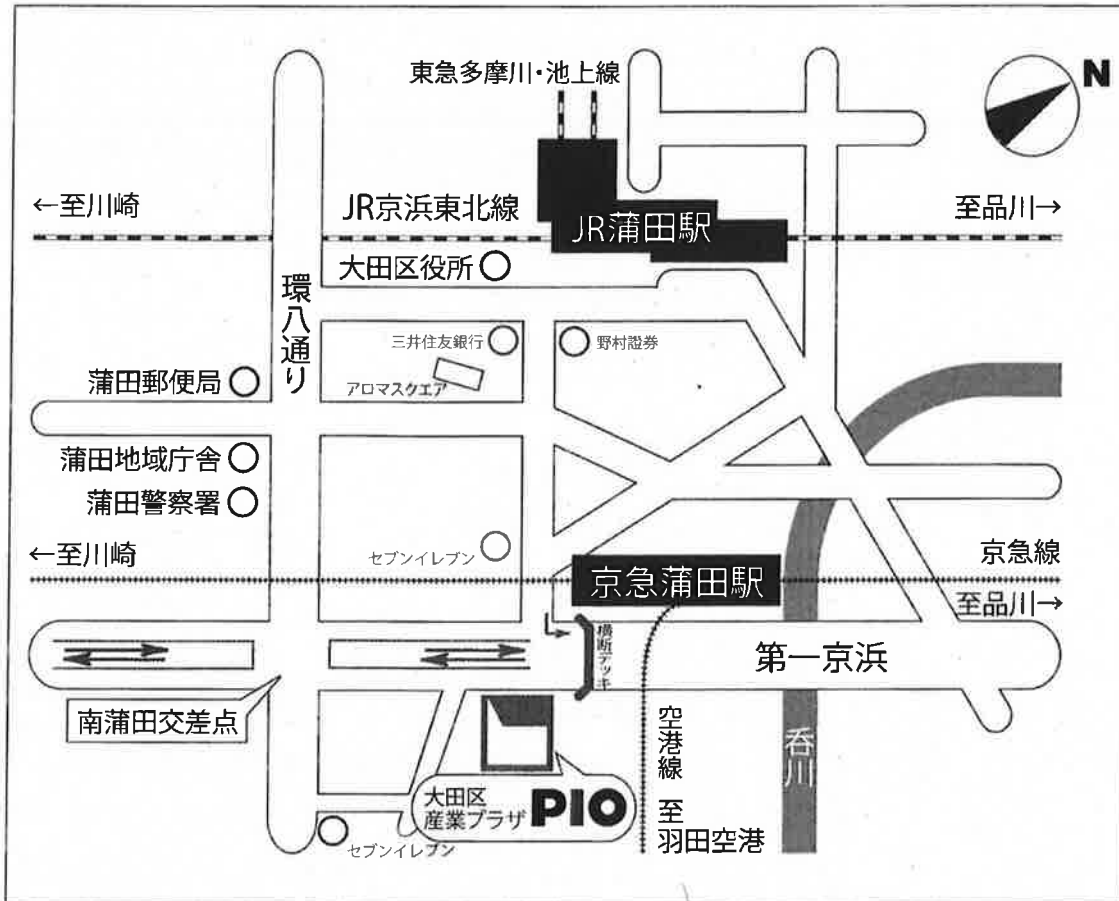 東急多摩川・池上線
N
←至川崎
JR京浜東北線
JR蒲田駅
至品川→
大田区役所
環八通り
三井住友銀行
野村證券
アロマスクエア
蒲田郵便局
蒲田地域庁舎
蒲田警察署
←至川崎
セブンイレブン
京急蒲田駅
京急線
至品川→
横断デッキ
第一京浜
南蒲田交差点
空港線 至
羽田空港
呑川
大田区
産業プラザ
PIO
セブンイレブン